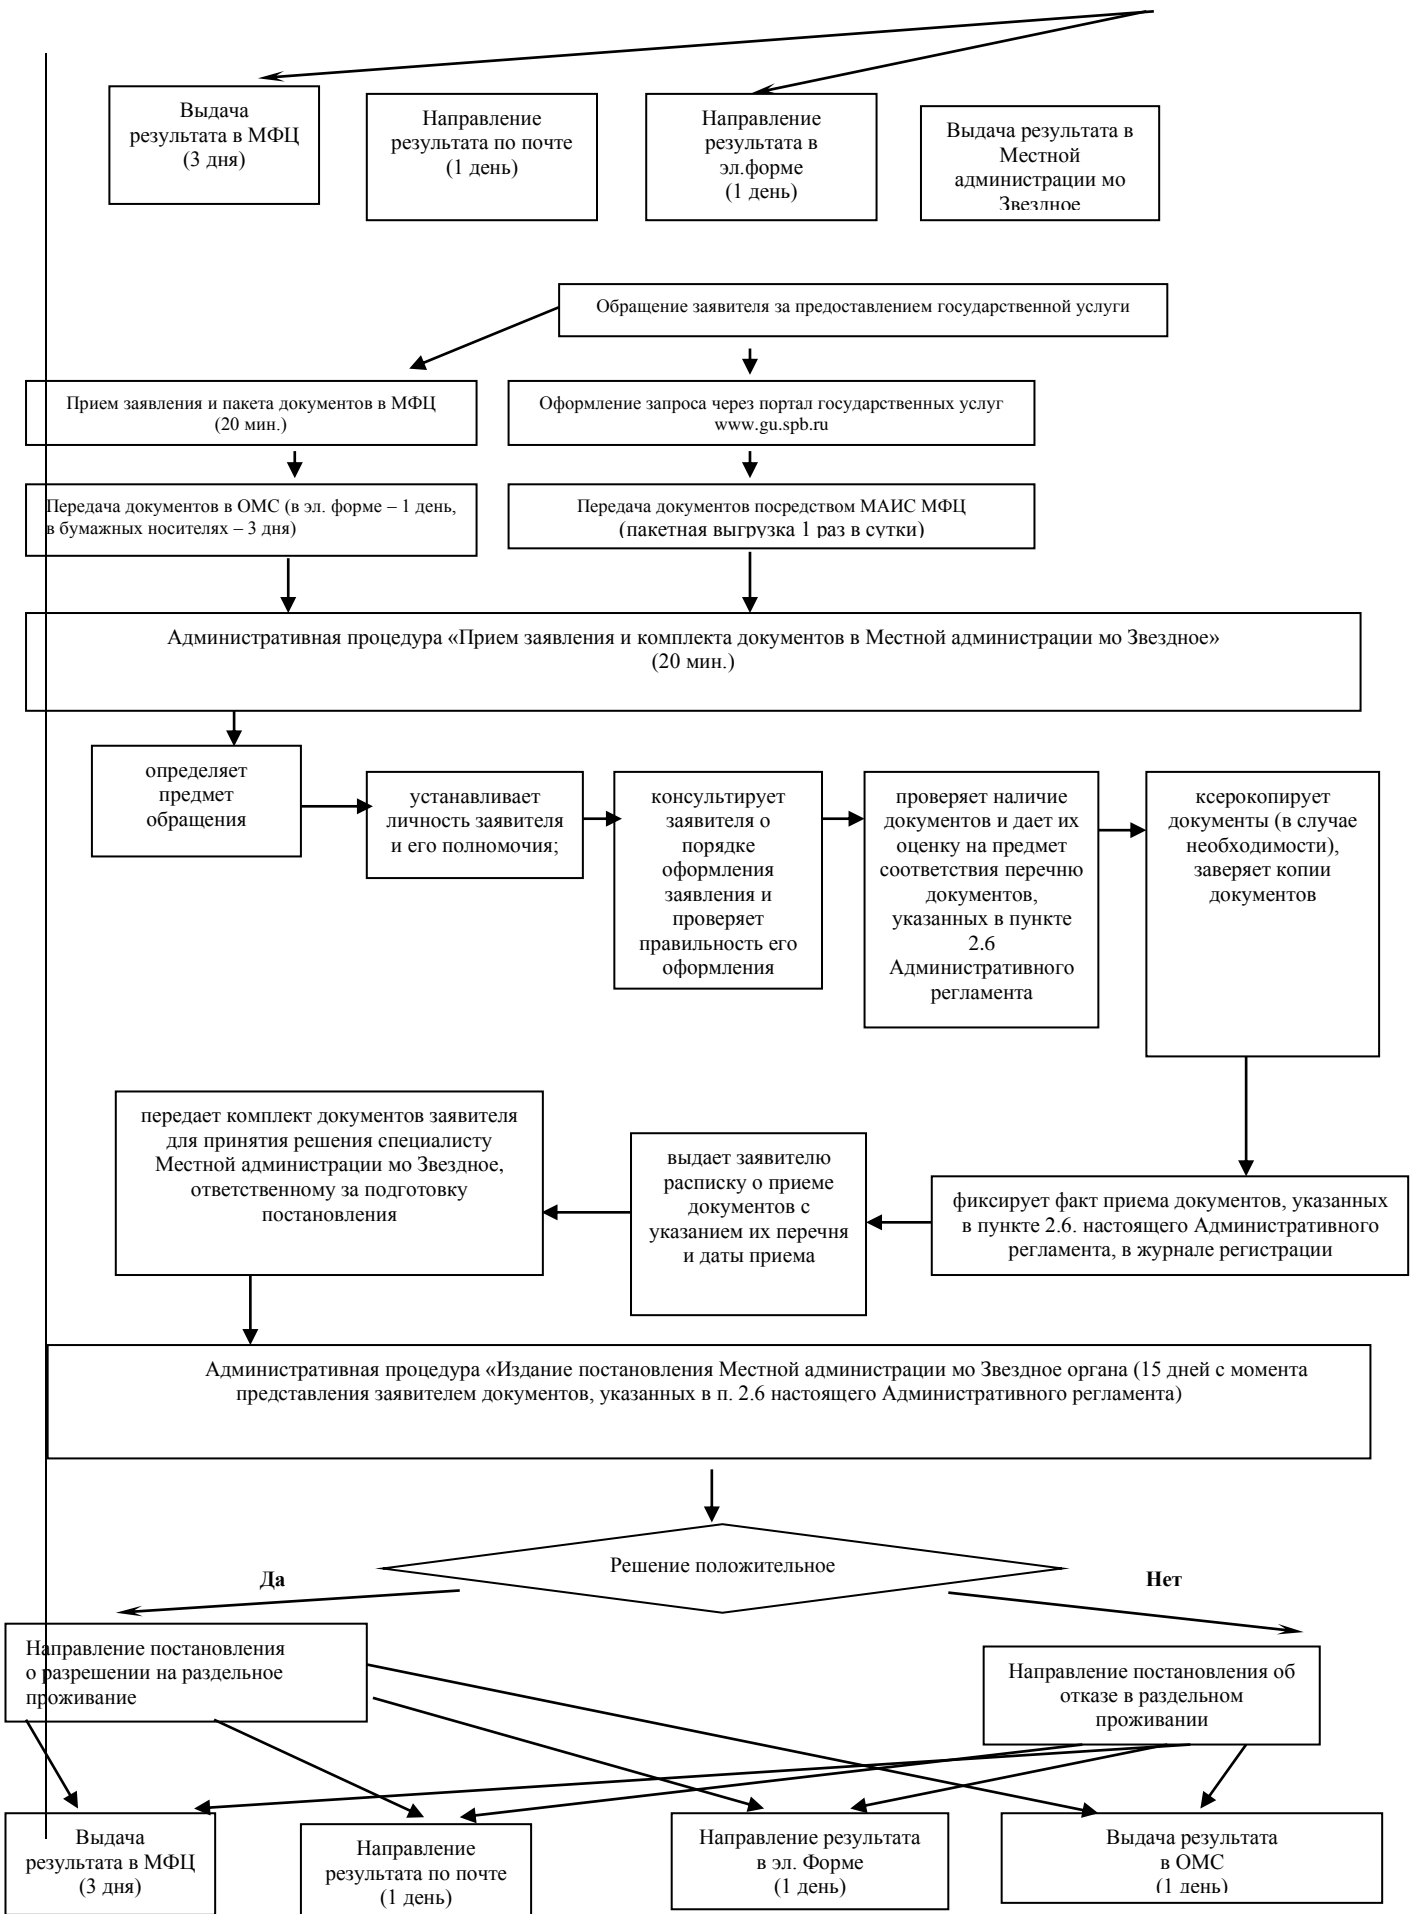 Выдача
результата в МФЦ
(3 дня)
Направление
результата по почте
(1 день)
Направление
результата в
эл.форме
(1 день)
Выдача результата в
Местной
администрации мо
Звездное
Обращение заявителя за предоставлением государственной услуги
Прием заявления и пакета документов в МФЦ
(20 мин.)
Оформление запроса через портал государственных услуг
www.gu.spb.ru
Передача документов в ОМС (в эл. форме – 1 день,
в бумажных носителях – 3 дня)
Передача документов посредством МАИС МФЦ
(пакетная выгрузка 1 раз в сутки)
Административная процедура «Прием заявления и комплекта документов в Местной администрации мо Звездное»
(20 мин.)
определяет
предмет
обращения
устанавливает
личность заявителя
и его полномочия;
консультирует
заявителя о
порядке
оформления
заявления и
проверяет
правильность его
оформления
проверяет наличие
документов и дает их
оценку на предмет
соответствия перечню
документов,
указанных в пункте
2.6
Административного
регламента
ксерокопирует
документы (в случае
необходимости),
заверяет копии
документов
передает комплект документов заявителя
для принятия решения специалисту
Местной администрации мо Звездное,
ответственному за подготовку
постановления
выдает заявителю
расписку о приеме
документов с
указанием их перечня
и даты приема
фиксирует факт приема документов, указанных
в пункте 2.6. настоящего Административного
регламента, в журнале регистрации
Административная процедура «Издание постановления Местной администрации мо Звездное органа (15 дней с момента
представления заявителем документов, указанных в п. 2.6 настоящего Административного регламента)
Решение положительное
Да
Нет
Направление постановления
о разрешении на раздельное
проживание
Направление постановления об
отказе в раздельном
проживании
Выдача
результата в МФЦ
(3 дня)
Направление
результата по почте
(1 день)
Направление результата
в эл. Форме
(1 день)
Выдача результата
в ОМС
(1 день)